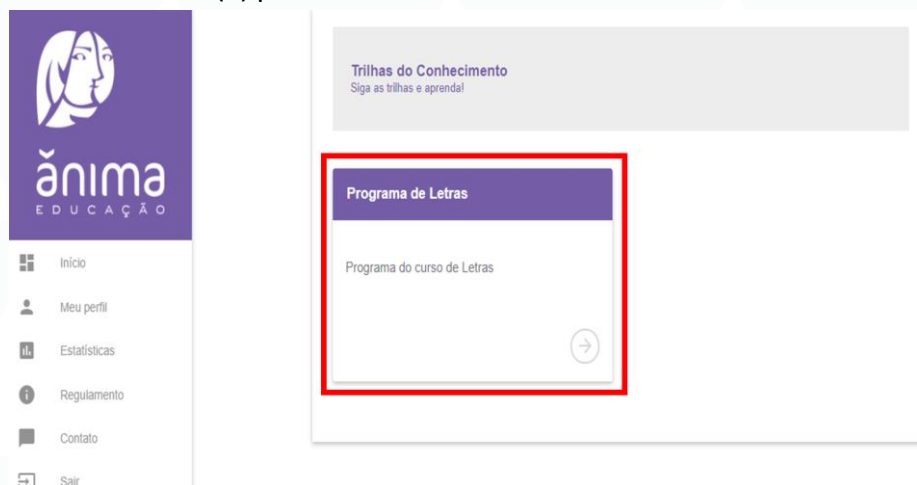 ănima
EDUCAÇÃO
Início
Meu perfil
Estatísticas
Regulamento
Contato
Sair
Trilhas do Conhecimento
Siga as trilhas e aprenda!
Programa de Letras
Programa do curso de Letras